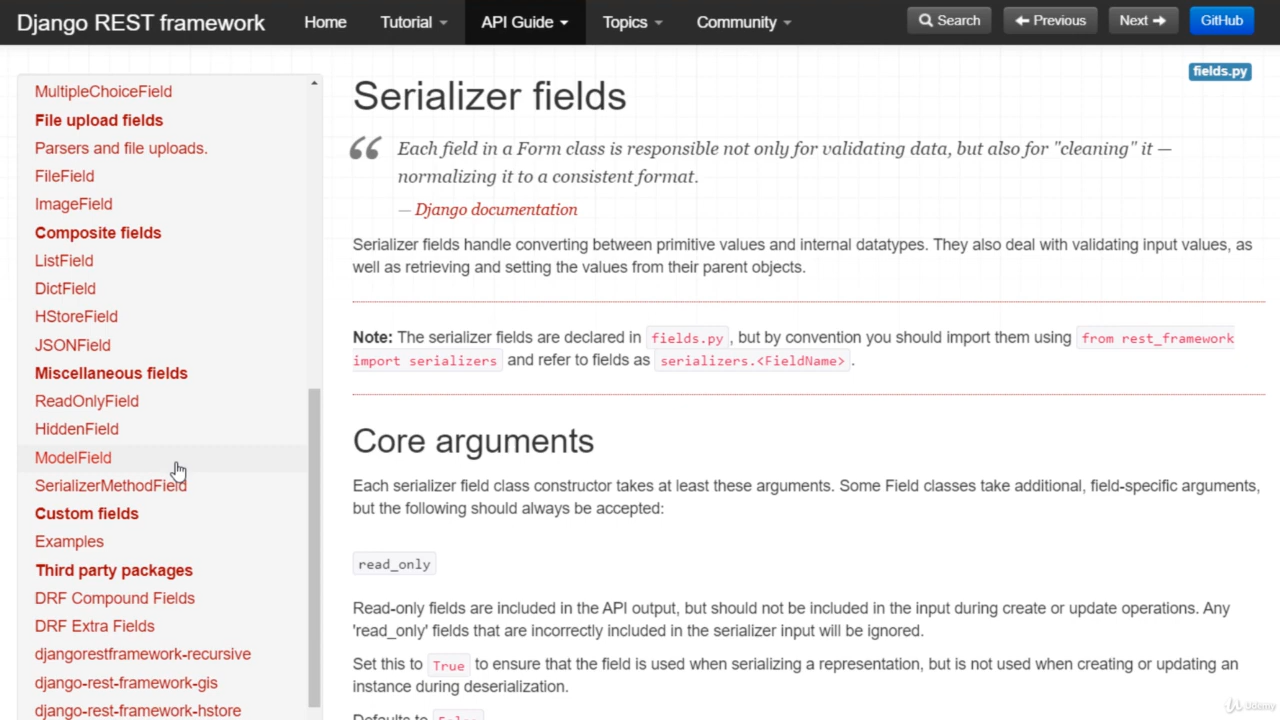 Django REST framework
Home
Tutorial
API Guide
Topics
Community
Search
Previous
Next
GitHub
MultipleChoiceField
File upload fields
Parsers and file uploads.
FileField
ImageField
Composite fields
ListField
DictField
HStoreField
JSONField
Miscellaneous fields
ReadOnlyField
HiddenField
ModelField
SerializerMethodField
Custom fields
Examples
Third party packages
DRF Compound Fields
DRF Extra Fields
djangorestframework-recursive
django-rest-framework-gis
django-rest-framework-hstore
fields.py
Serializer fields
Each field in a Form class is responsible not only for validating data, but also for "cleaning" it —
normalizing it to a consistent format.
— Django documentation
Serializer fields handle converting between primitive values and internal datatypes. They also deal with validating input values, as
well as retrieving and setting the values from their parent objects.
Note: The serializer fields are declared in fields.py, but by convention you should import them using from rest_framework
import serializers and refer to fields as serializers.<FieldName>.
Core arguments
Each serializer field class constructor takes at least these arguments. Some Field classes take additional, field-specific arguments,
but the following should always be accepted:
read_only
Read-only fields are included in the API output, but should not be included in the input during create or update operations. Any
'read_only' fields that are incorrectly included in the serializer input will be ignored.
Set this to True to ensure that the field is used when serializing a representation, but is not used when creating or updating an
instance during deserialization.
Defaults to False
Udemy